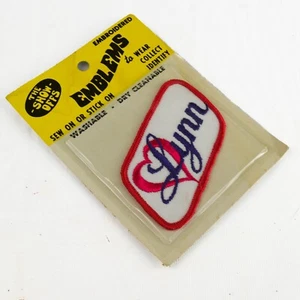 THE
SHOW
OFFS
EMBROIDERED
EMBLEMS
to WEAR
COLLECT
IDENTIFY
SEW ON OR STICK ON
WASHABLE · DRY CLEANABLE
Lynn